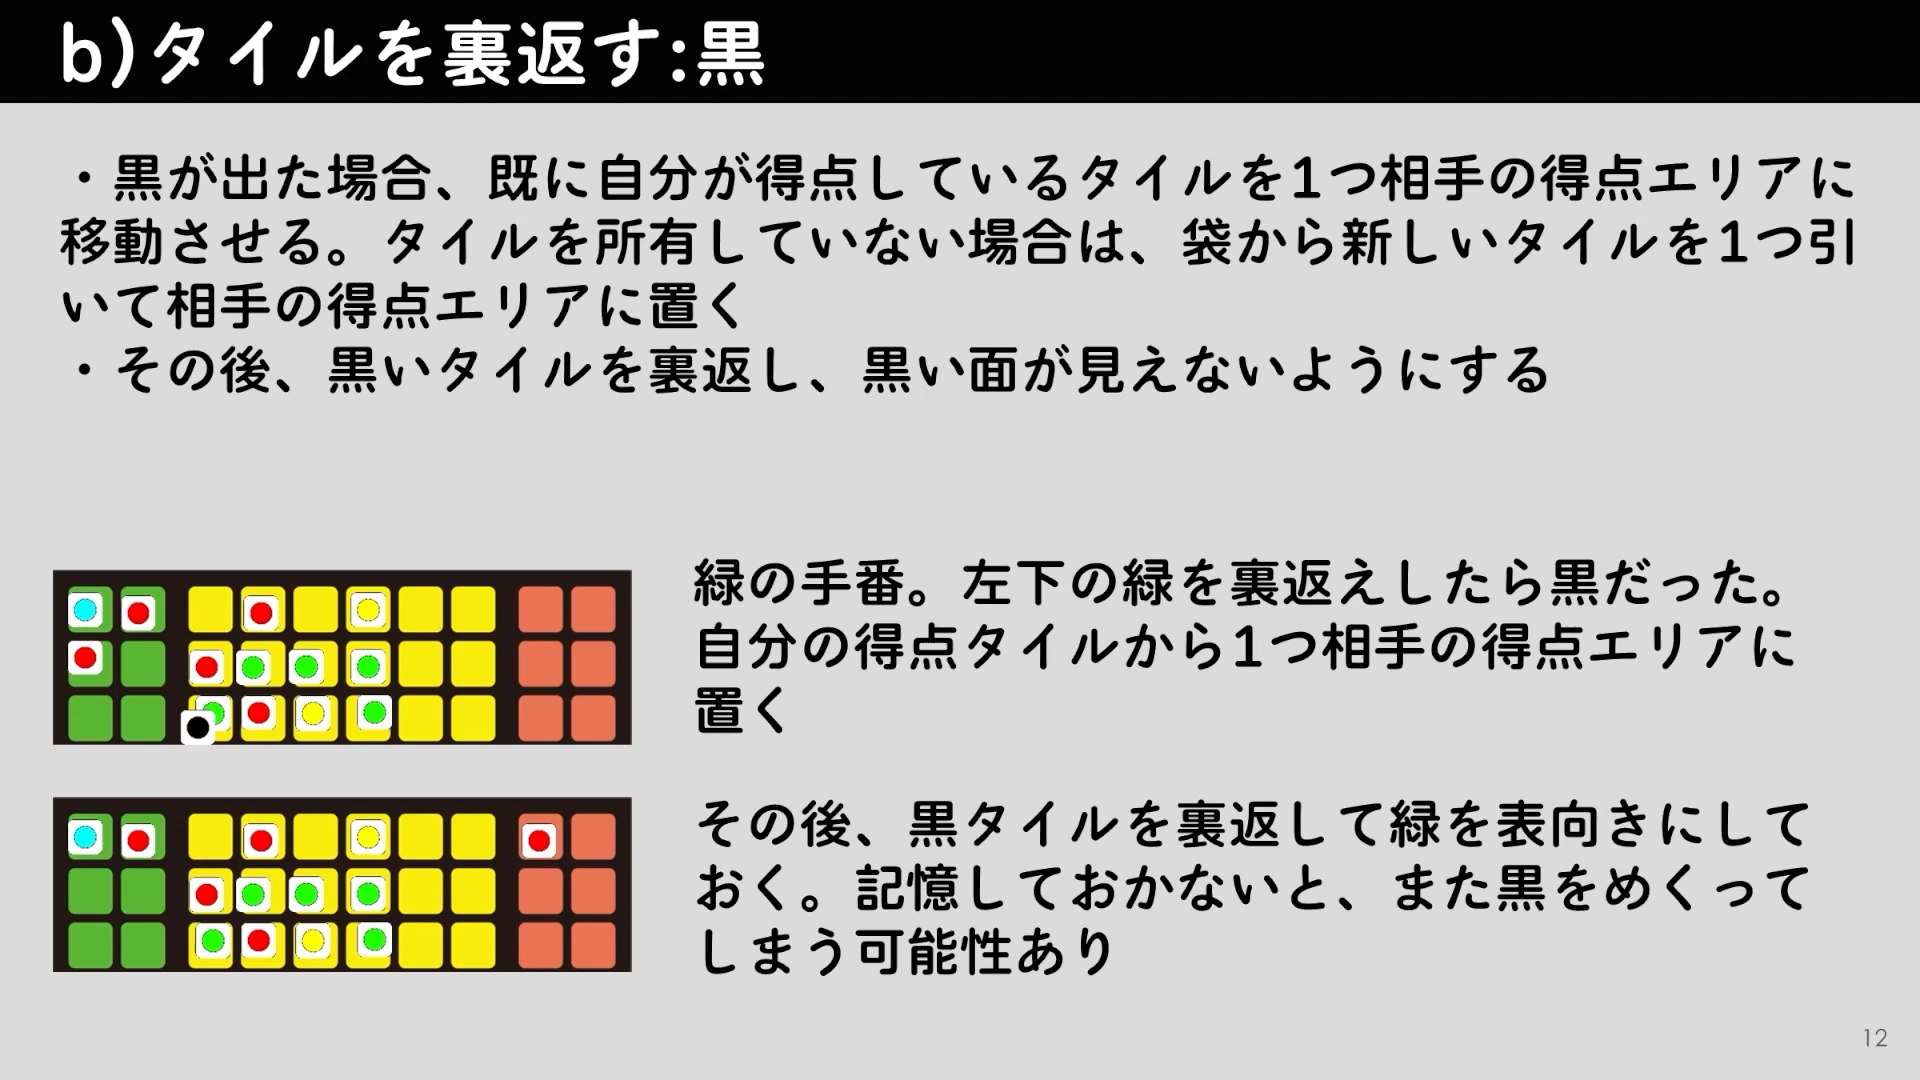 b)タイルを裏返す:黒
・黒が出た場合、既に自分が得点しているタイルを1つ相手の得点エリアに
移動させる。タイルを所有していない場合は、袋から新しいタイルを1つ引
いて相手の得点エリアに置く
・その後、黒いタイルを裏返し、黒い面が見えないようにする
緑の手番。左下の緑を裏返えしたら黒だった。
自分の得点タイルから1つ相手の得点エリアに
置く
その後、黒タイルを裏返して緑を表向きにして
おく。記憶しておかないと、また黒をめくって
しまう可能性あり
12